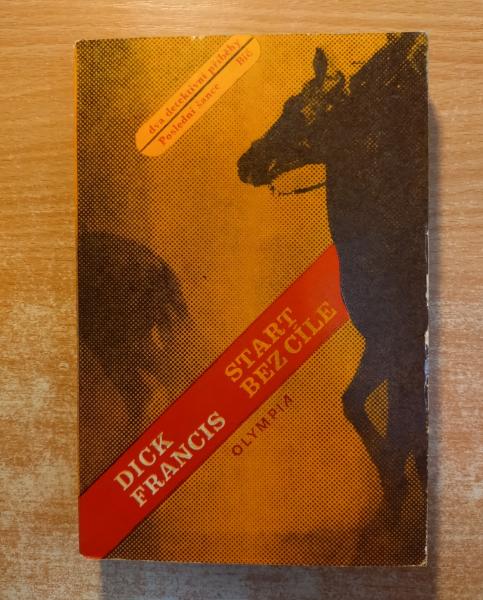 dva detektivní příběhy
Poslední šance Bič
DICK
FRANCIS
START
BEZ CÍLE
OLYMPIA